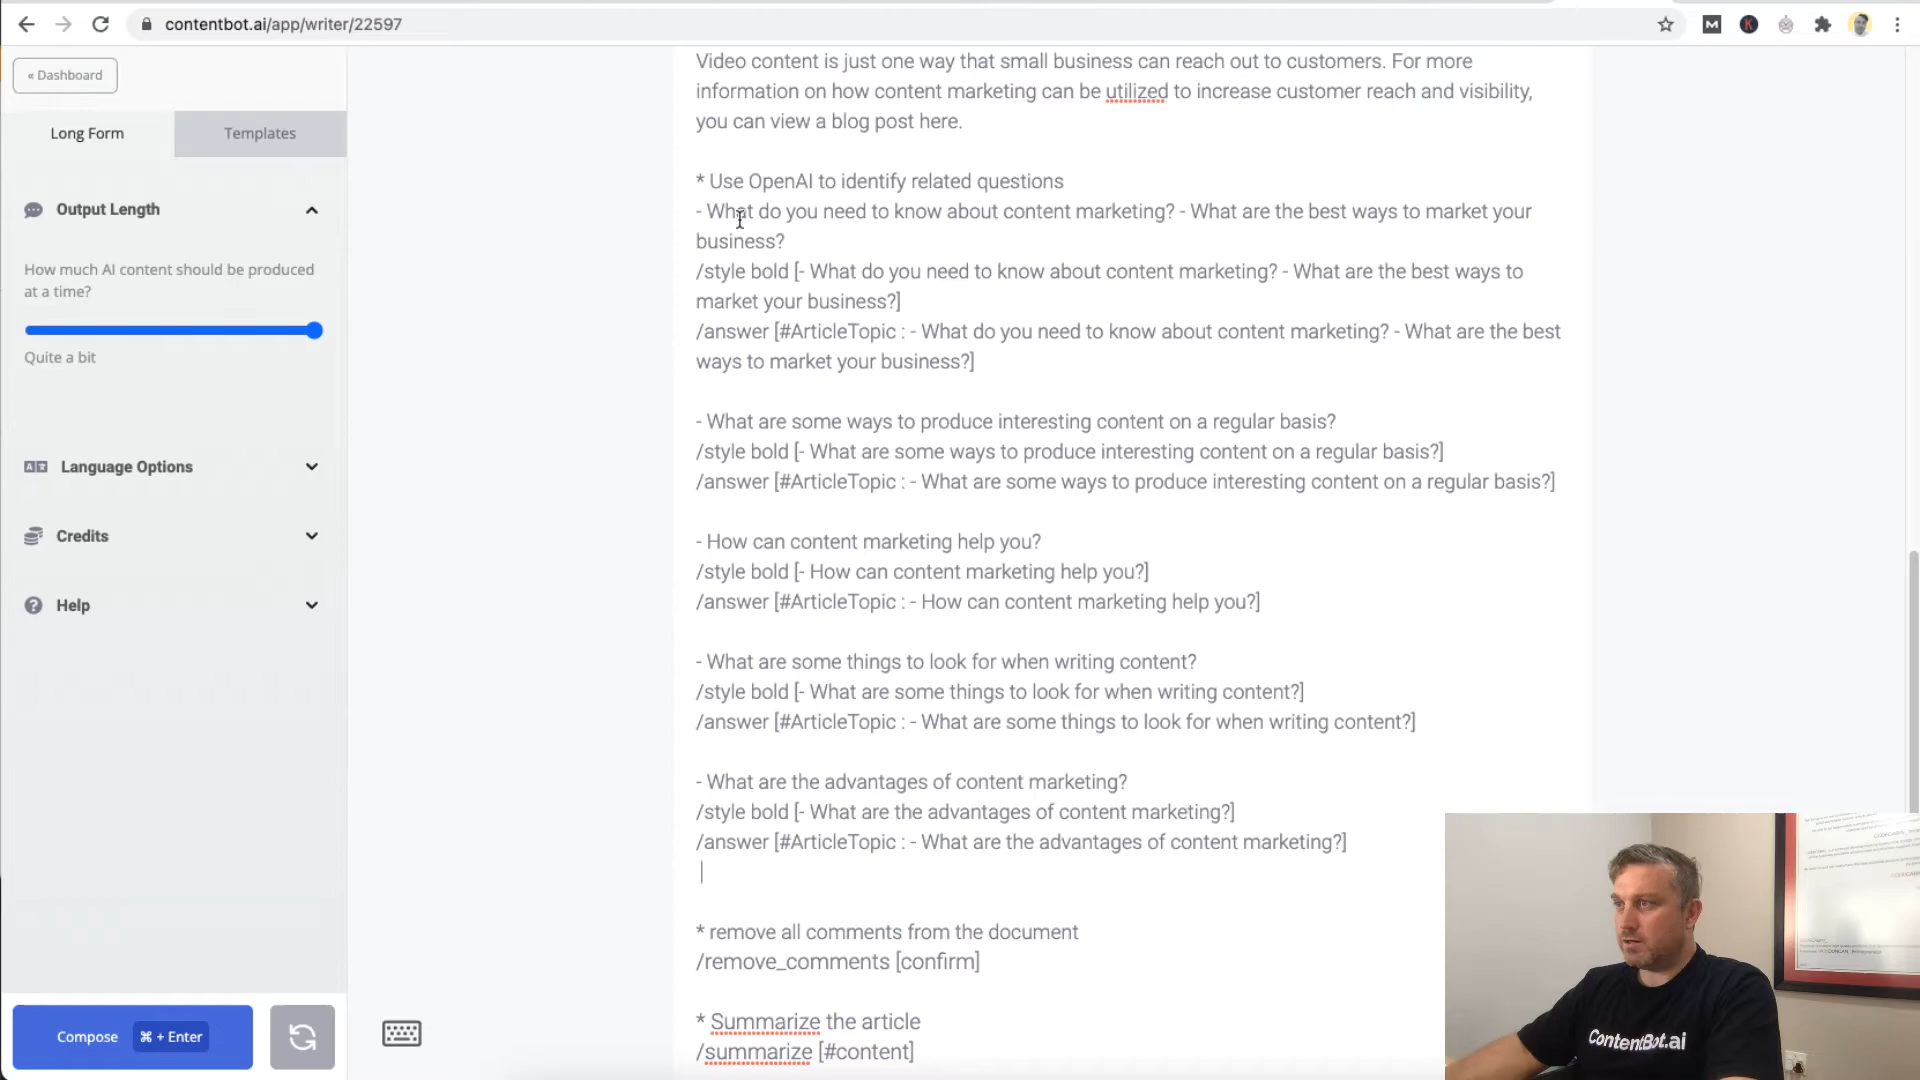 contentbot.ai/app/writer/22597
« Dashboard
Long Form
Templates
Output Length
How much AI content should be produced
at a time?
Quite a bit
Language Options
Credits
Help
Compose ⌘ + Enter
Video content is just one way that small business can reach out to customers. For more
information on how content marketing can be utilized to increase customer reach and visibility,
you can view a blog post here.
* Use OpenAI to identify related questions
- What do you need to know about content marketing? - What are the best ways to market your
business?
/style bold [- What do you need to know about content marketing? - What are the best ways to
market your business?]
/answer [#ArticleTopic : - What do you need to know about content marketing? - What are the best
ways to market your business?]
- What are some ways to produce interesting content on a regular basis?
/style bold [- What are some ways to produce interesting content on a regular basis?]
/answer [#ArticleTopic : - What are some ways to produce interesting content on a regular basis?]
- How can content marketing help you?
/style bold [- How can content marketing help you?]
/answer [#ArticleTopic : - How can content marketing help you?]
- What are some things to look for when writing content?
/style bold [- What are some things to look for when writing content?]
/answer [#ArticleTopic : - What are some things to look for when writing content?]
- What are the advantages of content marketing?
/style bold [- What are the advantages of content marketing?]
/answer [#ArticleTopic : - What are the advantages of content marketing?]
* remove all comments from the document
/remove_comments [confirm]
* Summarize the article
/summarize [#content]
ContentBot.ai